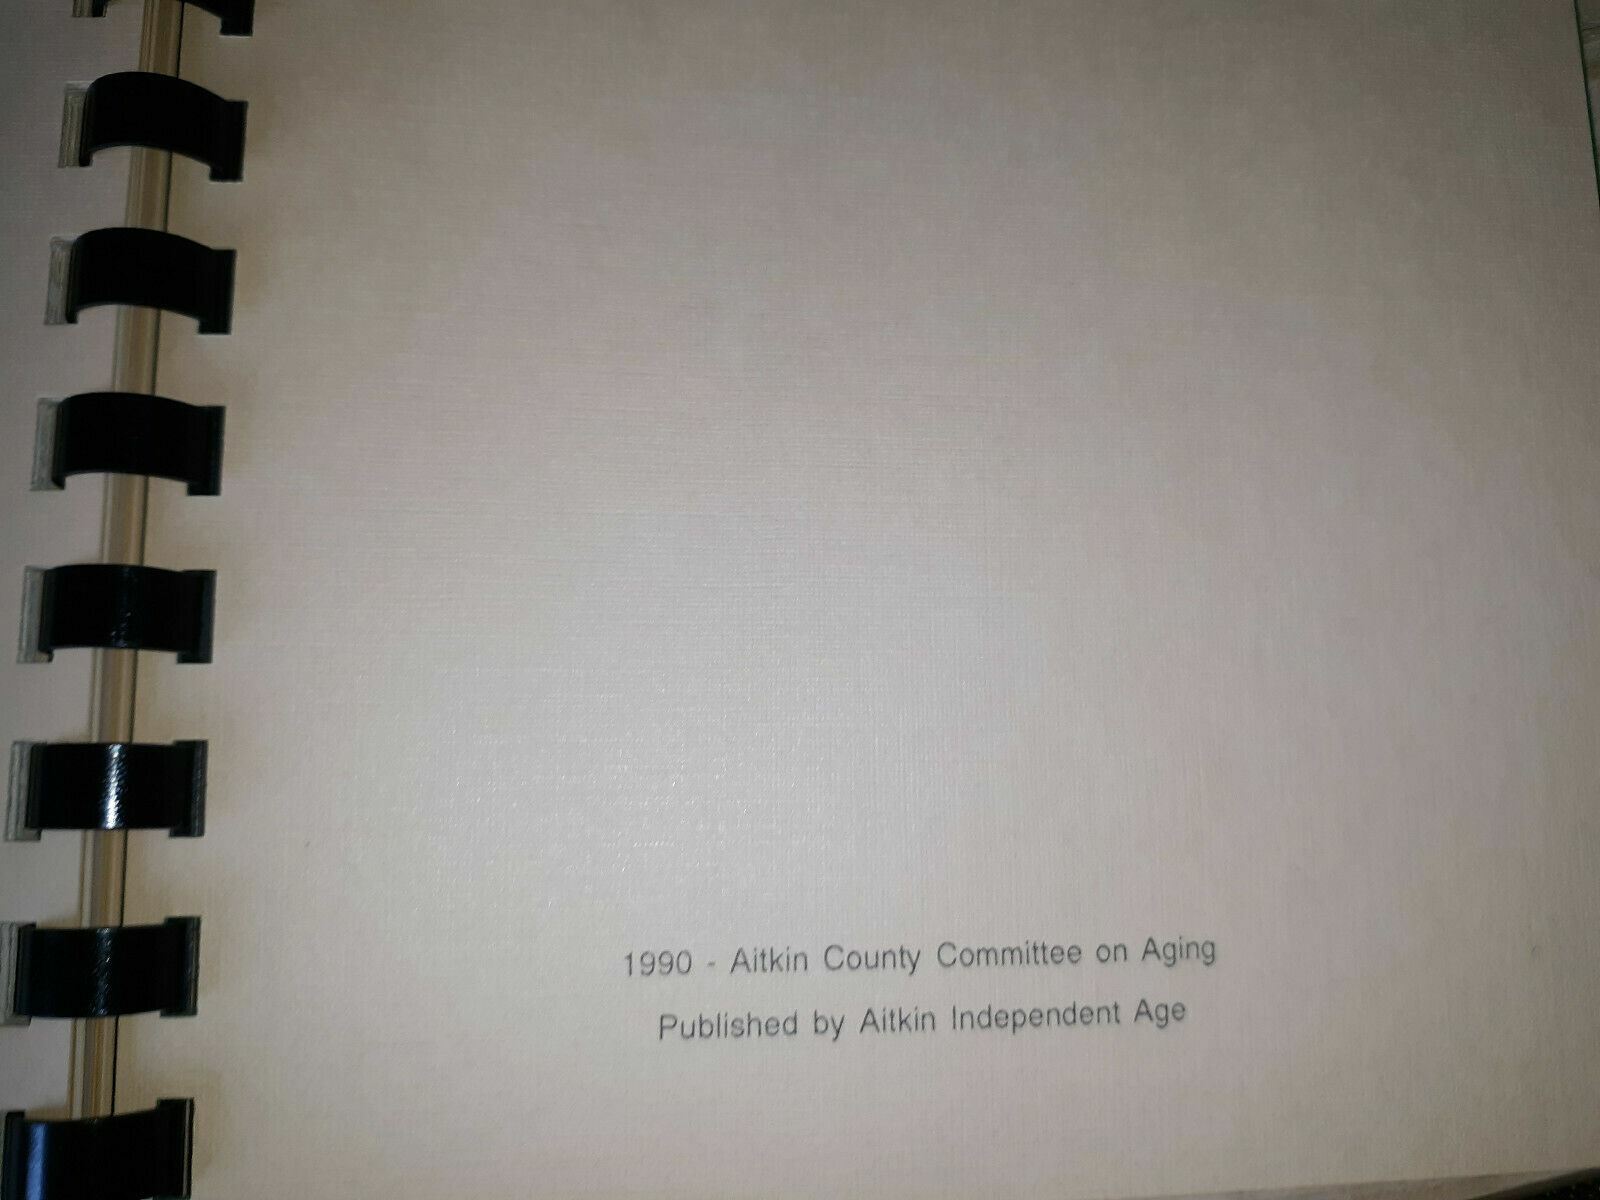 1990 - Aitkin County Committee on Aging
Published by Aitkin Independent Age